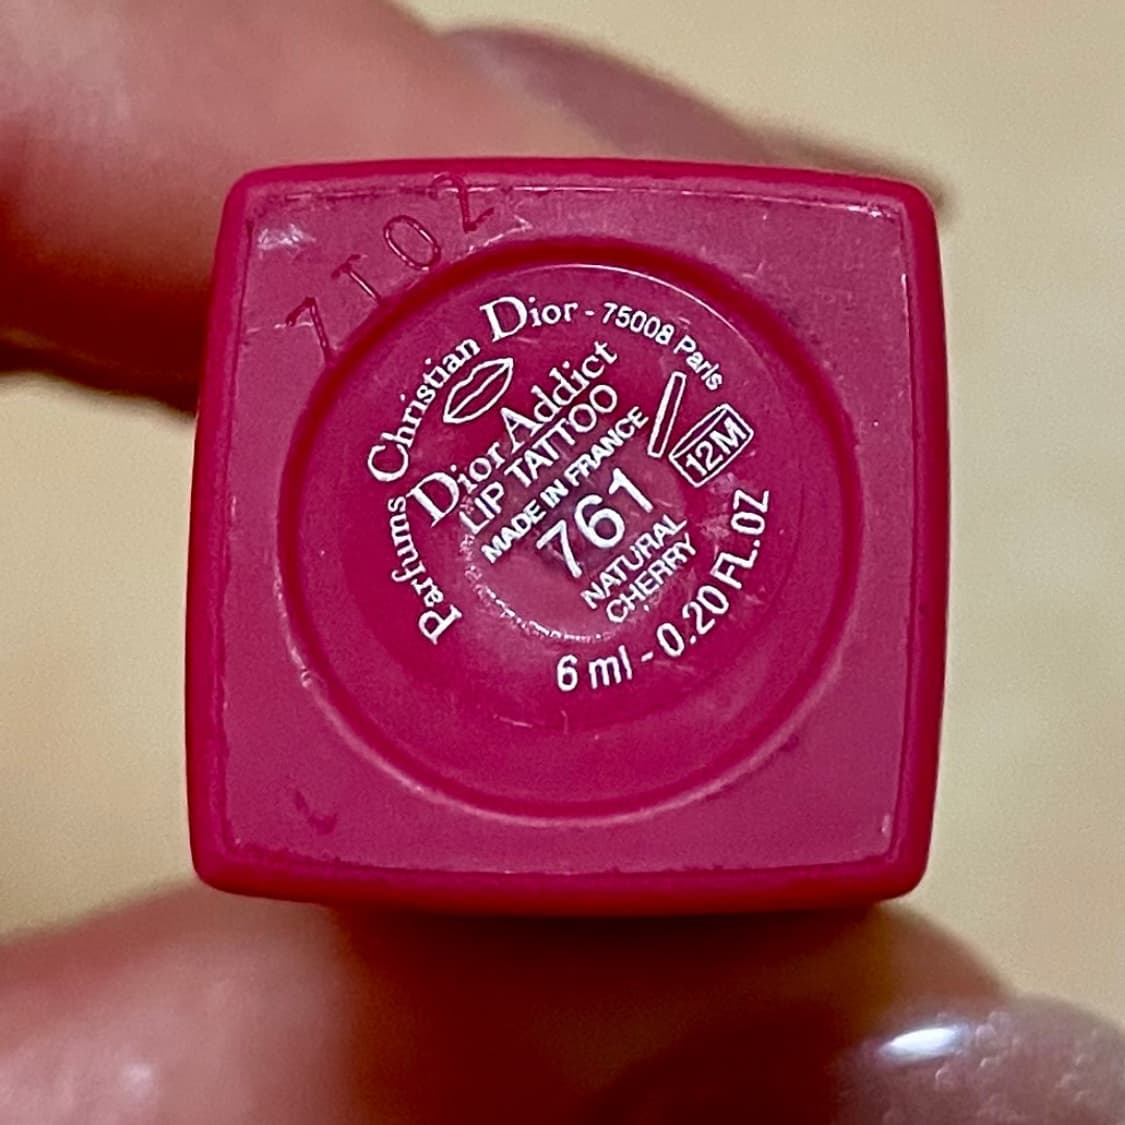 7T02
Parfums Christian Dior - 75008 Paris
Dior Addict
LIP TATTOO
MADE IN FRANCE
761
NATURAL
CHERRY
12M
6 ml - 0.20 FL.OZ